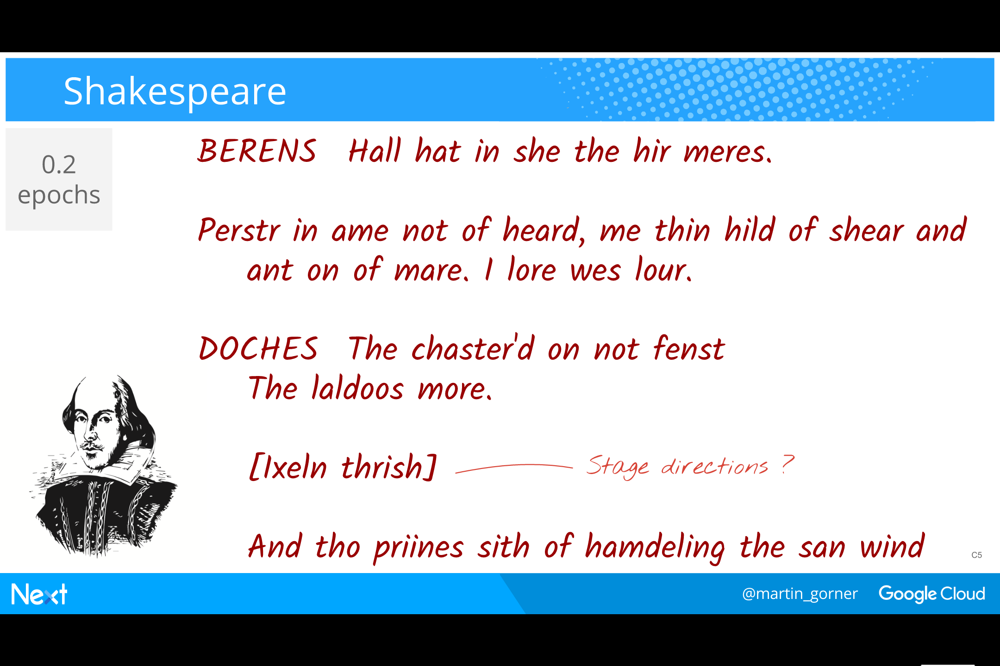 Shakespeare
0.2
epochs
BERENS Hall hat in she the hir meres.
Perstr in ame not of heard, me thin hild of shear and
ant on of mare. I lore wes lour.
DOCHES The chaster'd on not fenst
The laldoos more.
[Ixeln thrish]
Stage directions ?
And tho priines sith of hamdeling the san wind
C5
Next
@martin_gorner
Google Cloud